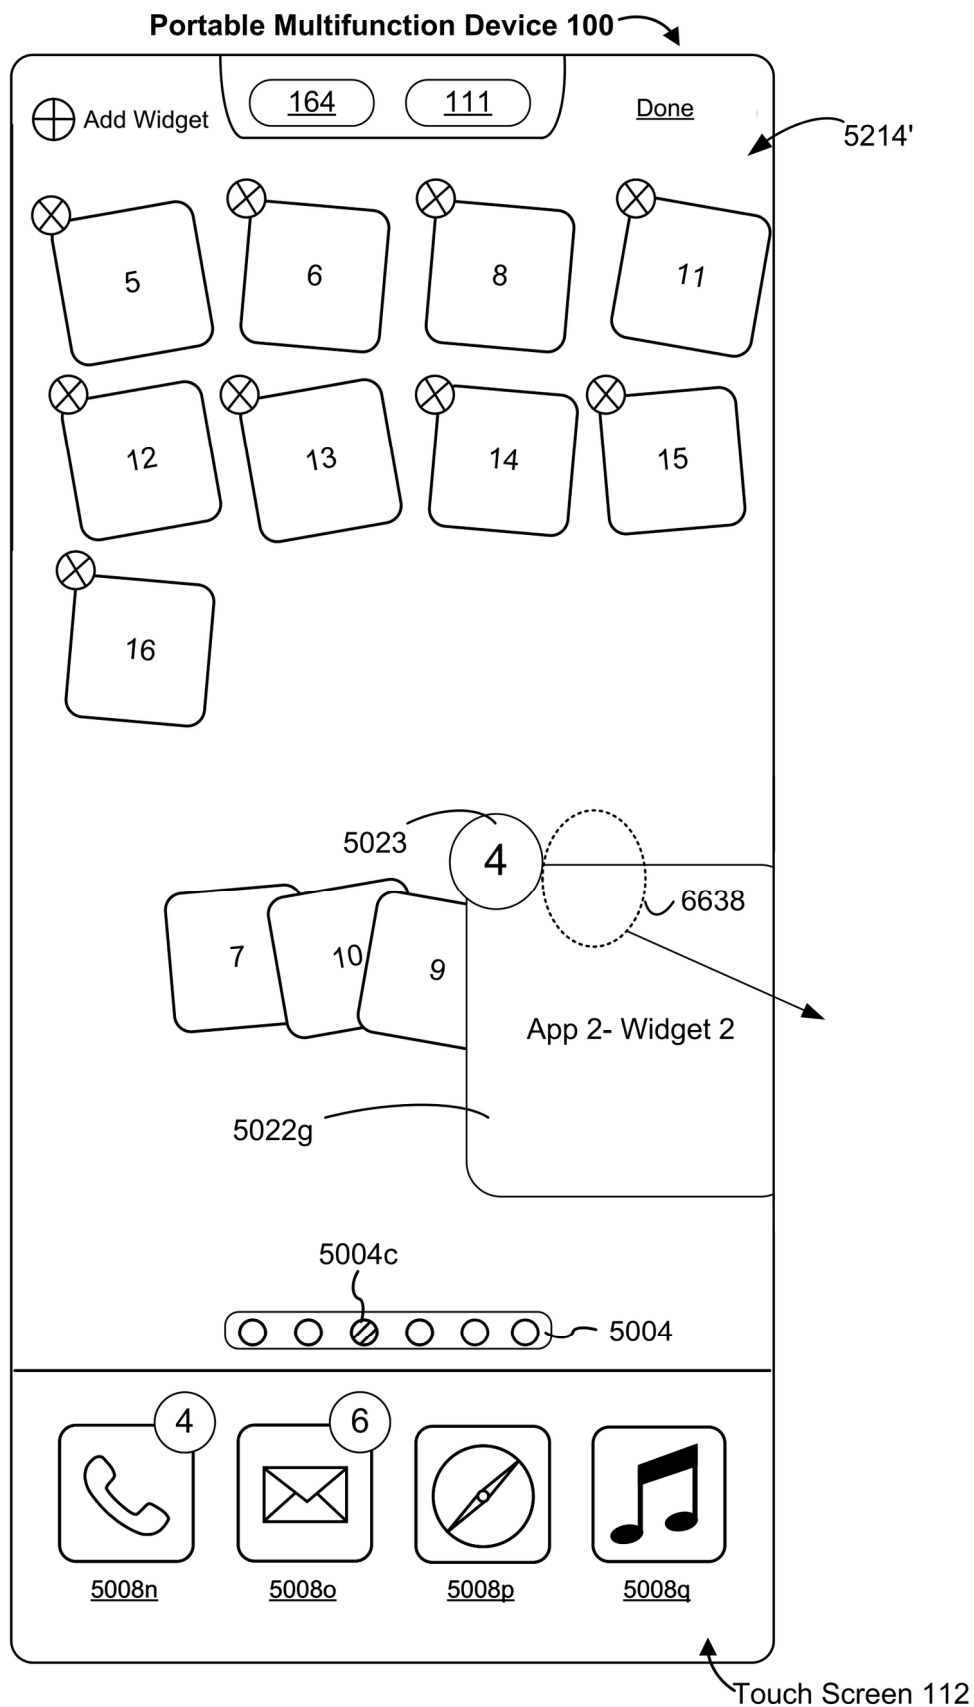 Portable Multifunction Device 100
164 111
Add Widget
Done
5214'
5 6 8 11
12 13 14 15
16
5023
4
6638
7 10 9
App 2- Widget 2
5022g
5004c
5004
4 6
5008n 5008o 5008p 5008q
Touch Screen 112